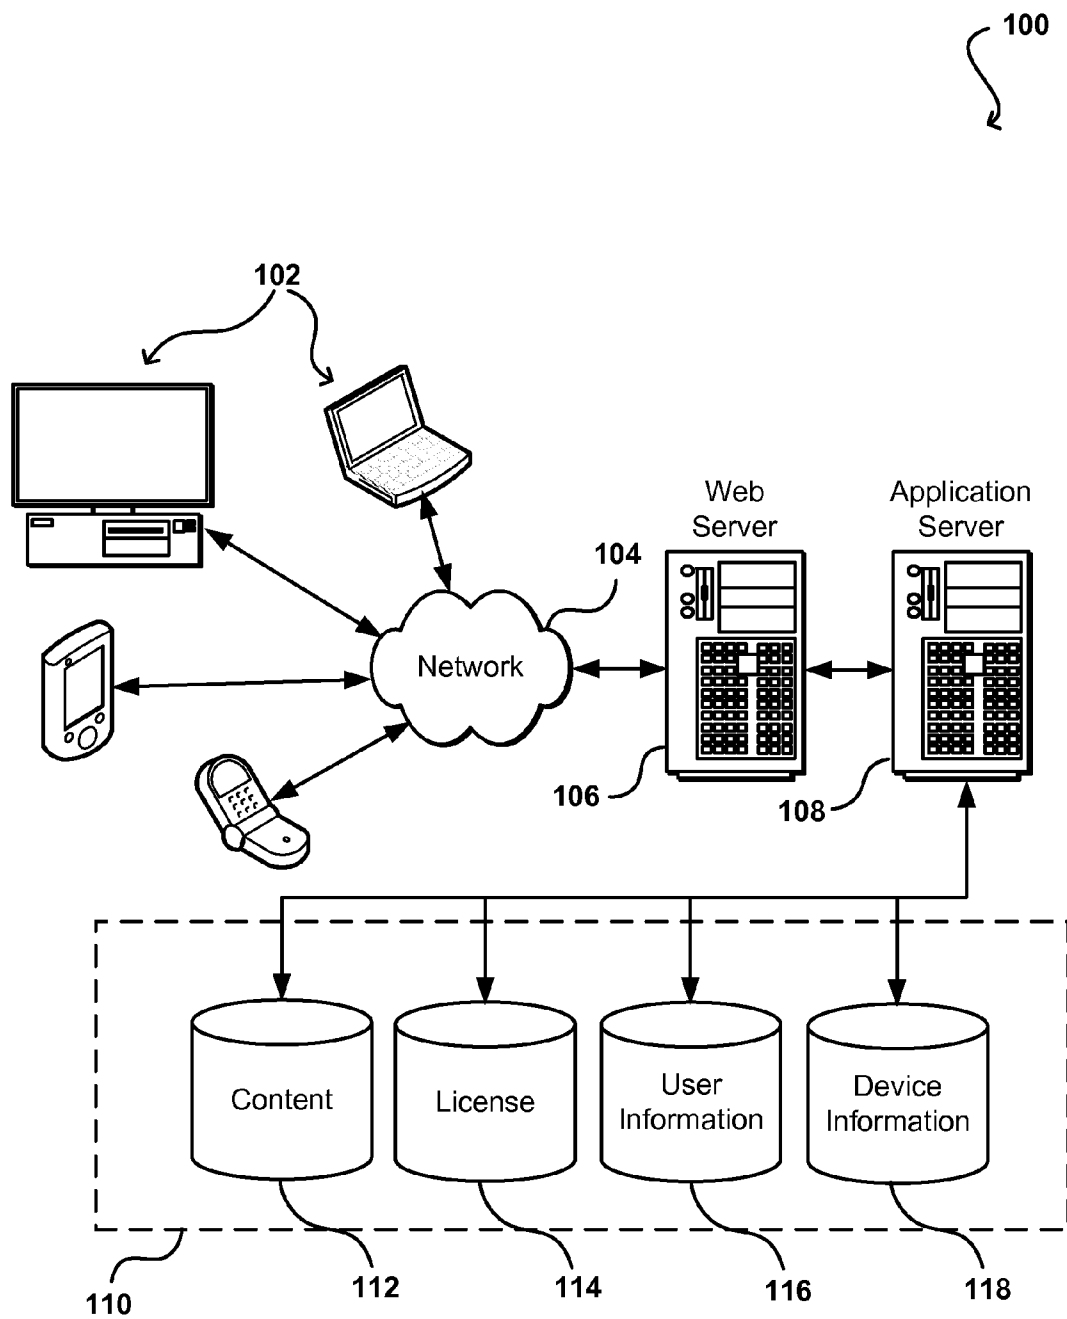 100
102
Web
Server
Application
Server
104
Network
106
108
Content
License
User
Information
Device
Information
110
112
114
116
118